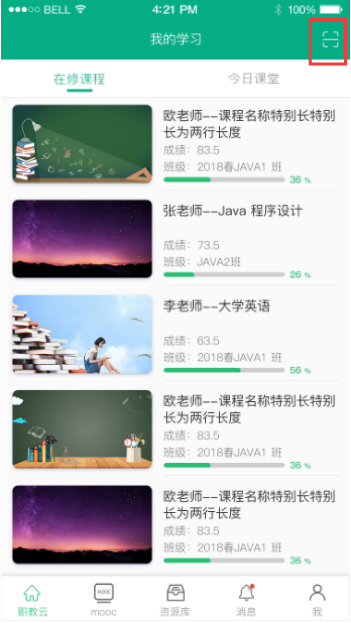 BELL 4:21 PM 100%
我的学习
在修课程 今日课堂
欧老师--课程名称特别长特别
长为两行长度
成绩：83.5
班级：2018春JAVA1 班
36 %
张老师--Java 程序设计
成绩：73.5
班级：JAVA2班
26 %
李老师--大学英语
成绩：63.5
班级：2018春JAVA1 班
56 %
欧老师--课程名称特别长特别
长为两行长度
成绩：83.5
班级：2018春JAVA1 班
36 %
欧老师--课程名称特别长特别
长为两行长度
成绩：83.5
班级：2018春JAVA1 班
36 %
MOOC
职教云 mooc 资源库 消息 我